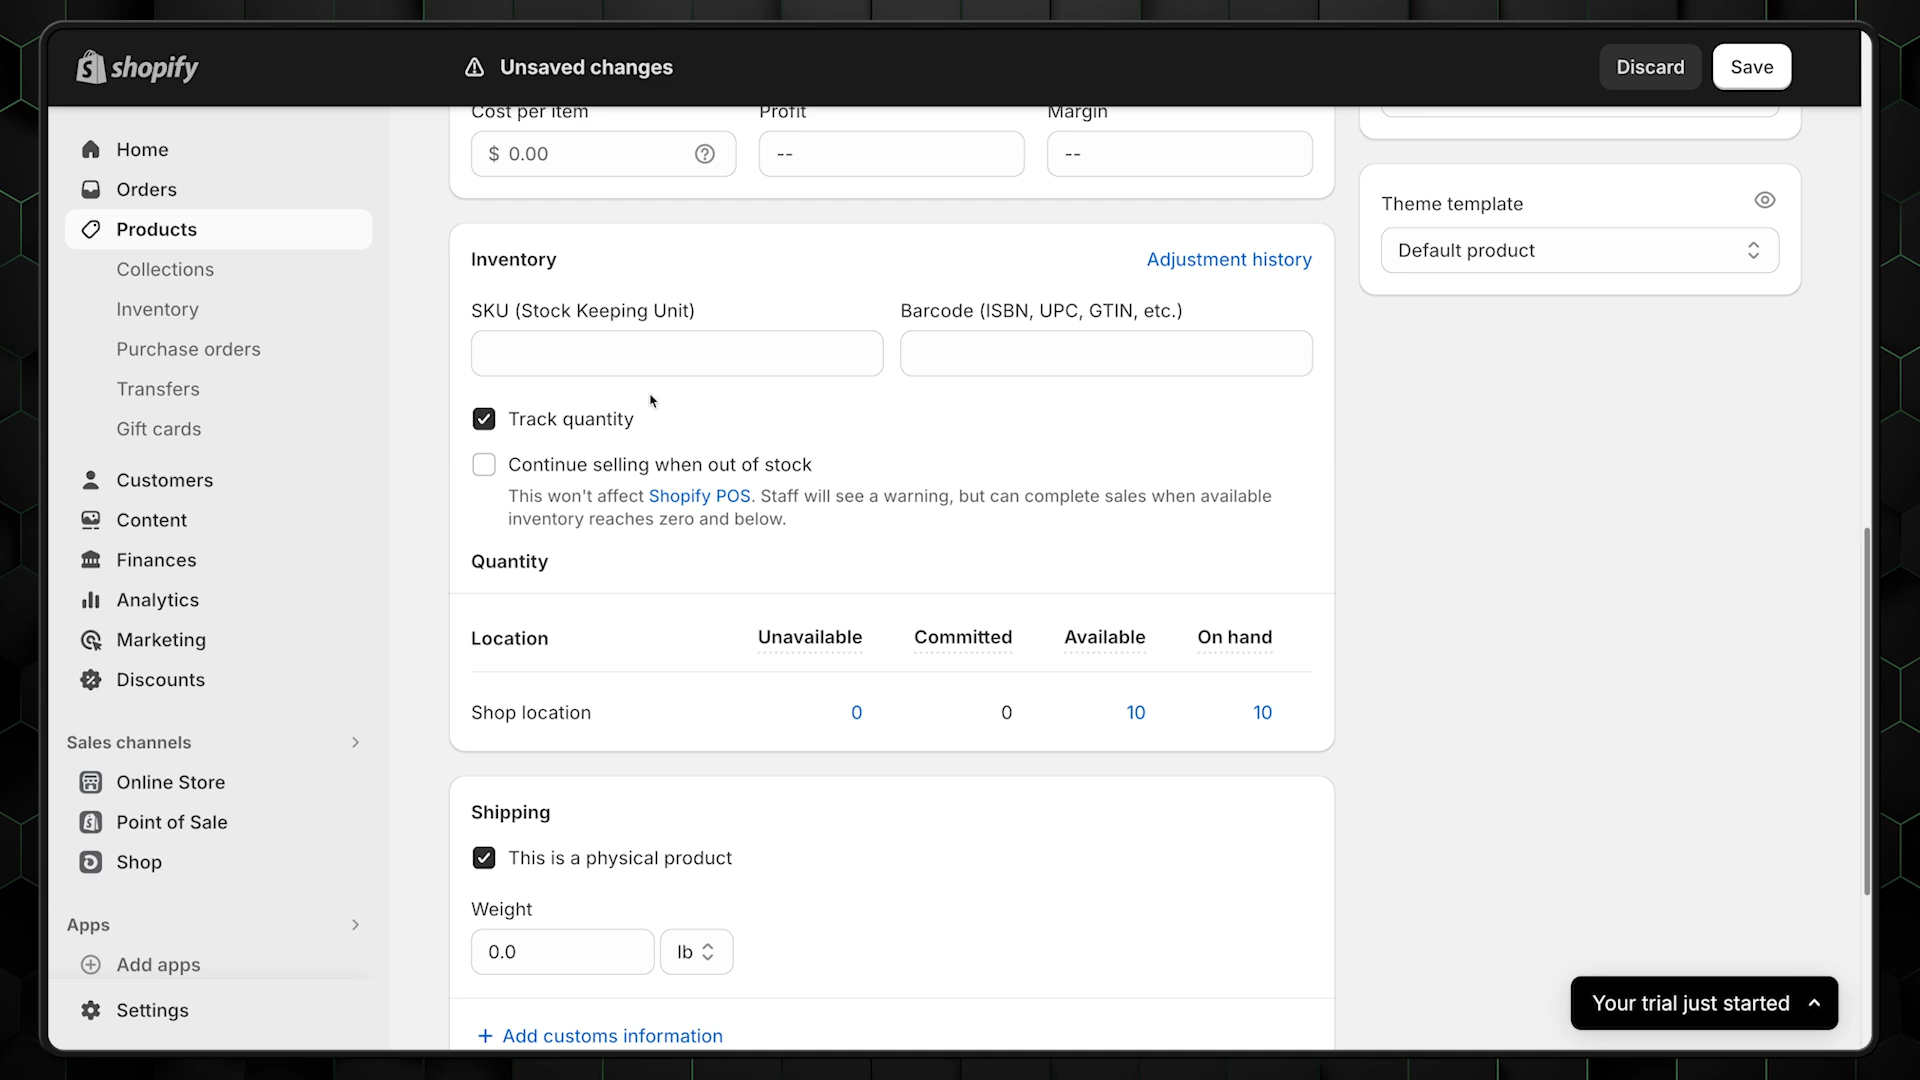 shopify
Unsaved changes
Discard
Save
Home
Orders
Products
Collections
Inventory
Purchase orders
Transfers
Gift cards
Customers
Content
Finances
Analytics
Marketing
Discounts
Sales channels
Online Store
Point of Sale
Shop
Apps
Add apps
Settings
Cost per item Profit Margin
$ 0.00 -- --
Inventory Adjustment history
SKU (Stock Keeping Unit) Barcode (ISBN, UPC, GTIN, etc.)
Track quantity
Continue selling when out of stock
This won't affect Shopify POS. Staff will see a warning, but can complete sales when available
inventory reaches zero and below.
Quantity
Location Unavailable Committed Available On hand
Shop location 0 0 10 10
Shipping
This is a physical product
Weight
0.0 lb
+ Add customs information
Theme template
Default product
Your trial just started